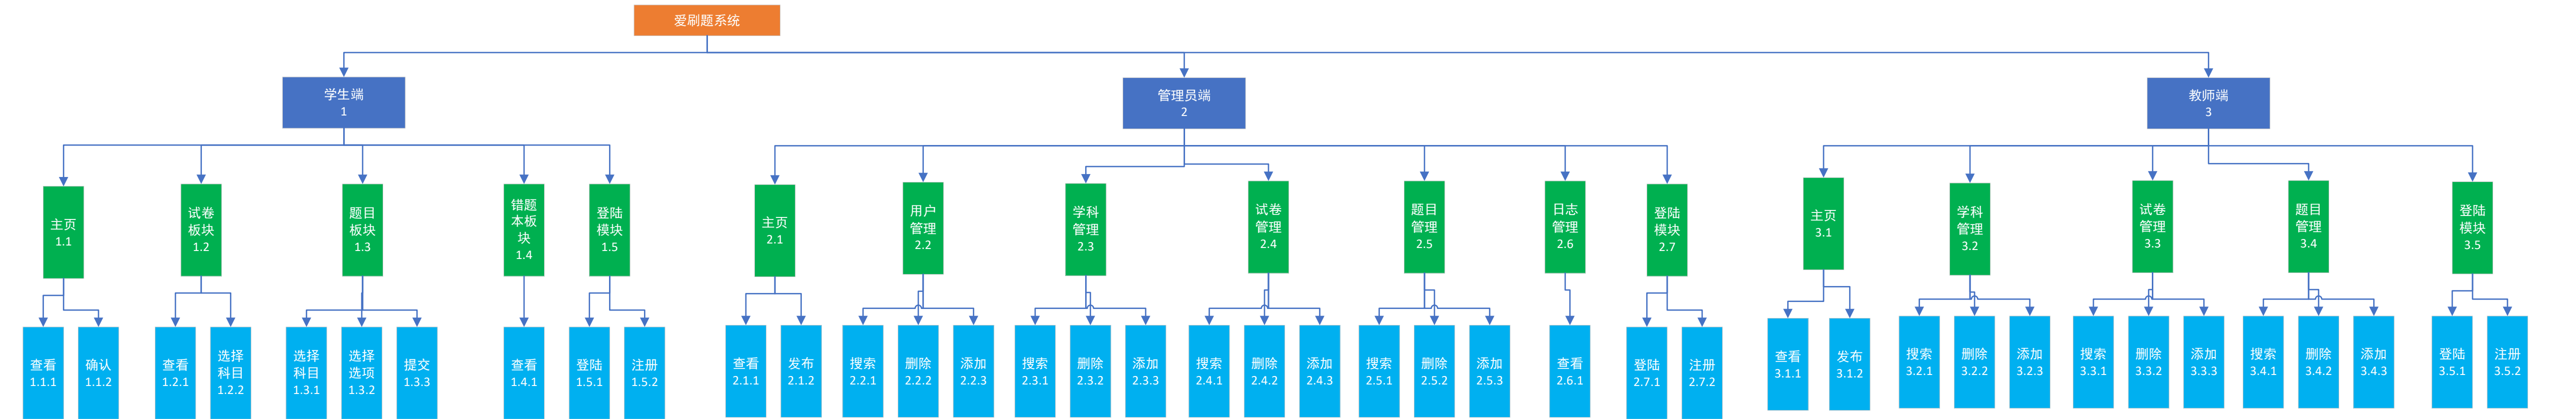 爱刷题系统
学生端
1
管理员端
2
教师端
3
主页
1.1
试卷
板块
1.2
题目
板块
1.3
错题
本板
块
1.4
登陆
模块
1.5
主页
2.1
用户
管理
2.2
学科
管理
2.3
试卷
管理
2.4
题目
管理
2.5
日志
管理
2.6
登陆
模块
2.7
主页
3.1
学科
管理
3.2
试卷
管理
3.3
题目
管理
3.4
登陆
模块
3.5
查看
1.1.1
确认
1.1.2
查看
1.2.1
选择
科目
1.2.2
选择
科目
1.3.1
选择
选项
1.3.2
提交
1.3.3
查看
1.4.1
登陆
1.5.1
注册
1.5.2
查看
2.1.1
发布
2.1.2
搜索
2.2.1
删除
2.2.2
添加
2.2.3
搜索
2.3.1
删除
2.3.2
添加
2.3.3
搜索
2.4.1
删除
2.4.2
添加
2.4.3
搜索
2.5.1
删除
2.5.2
添加
2.5.3
查看
2.6.1
登陆
2.7.1
注册
2.7.2
查看
3.1.1
发布
3.1.2
搜索
3.2.1
删除
3.2.2
添加
3.2.3
搜索
3.3.1
删除
3.3.2
添加
3.3.3
搜索
3.4.1
删除
3.4.2
添加
3.4.3
登陆
3.5.1
注册
3.5.2